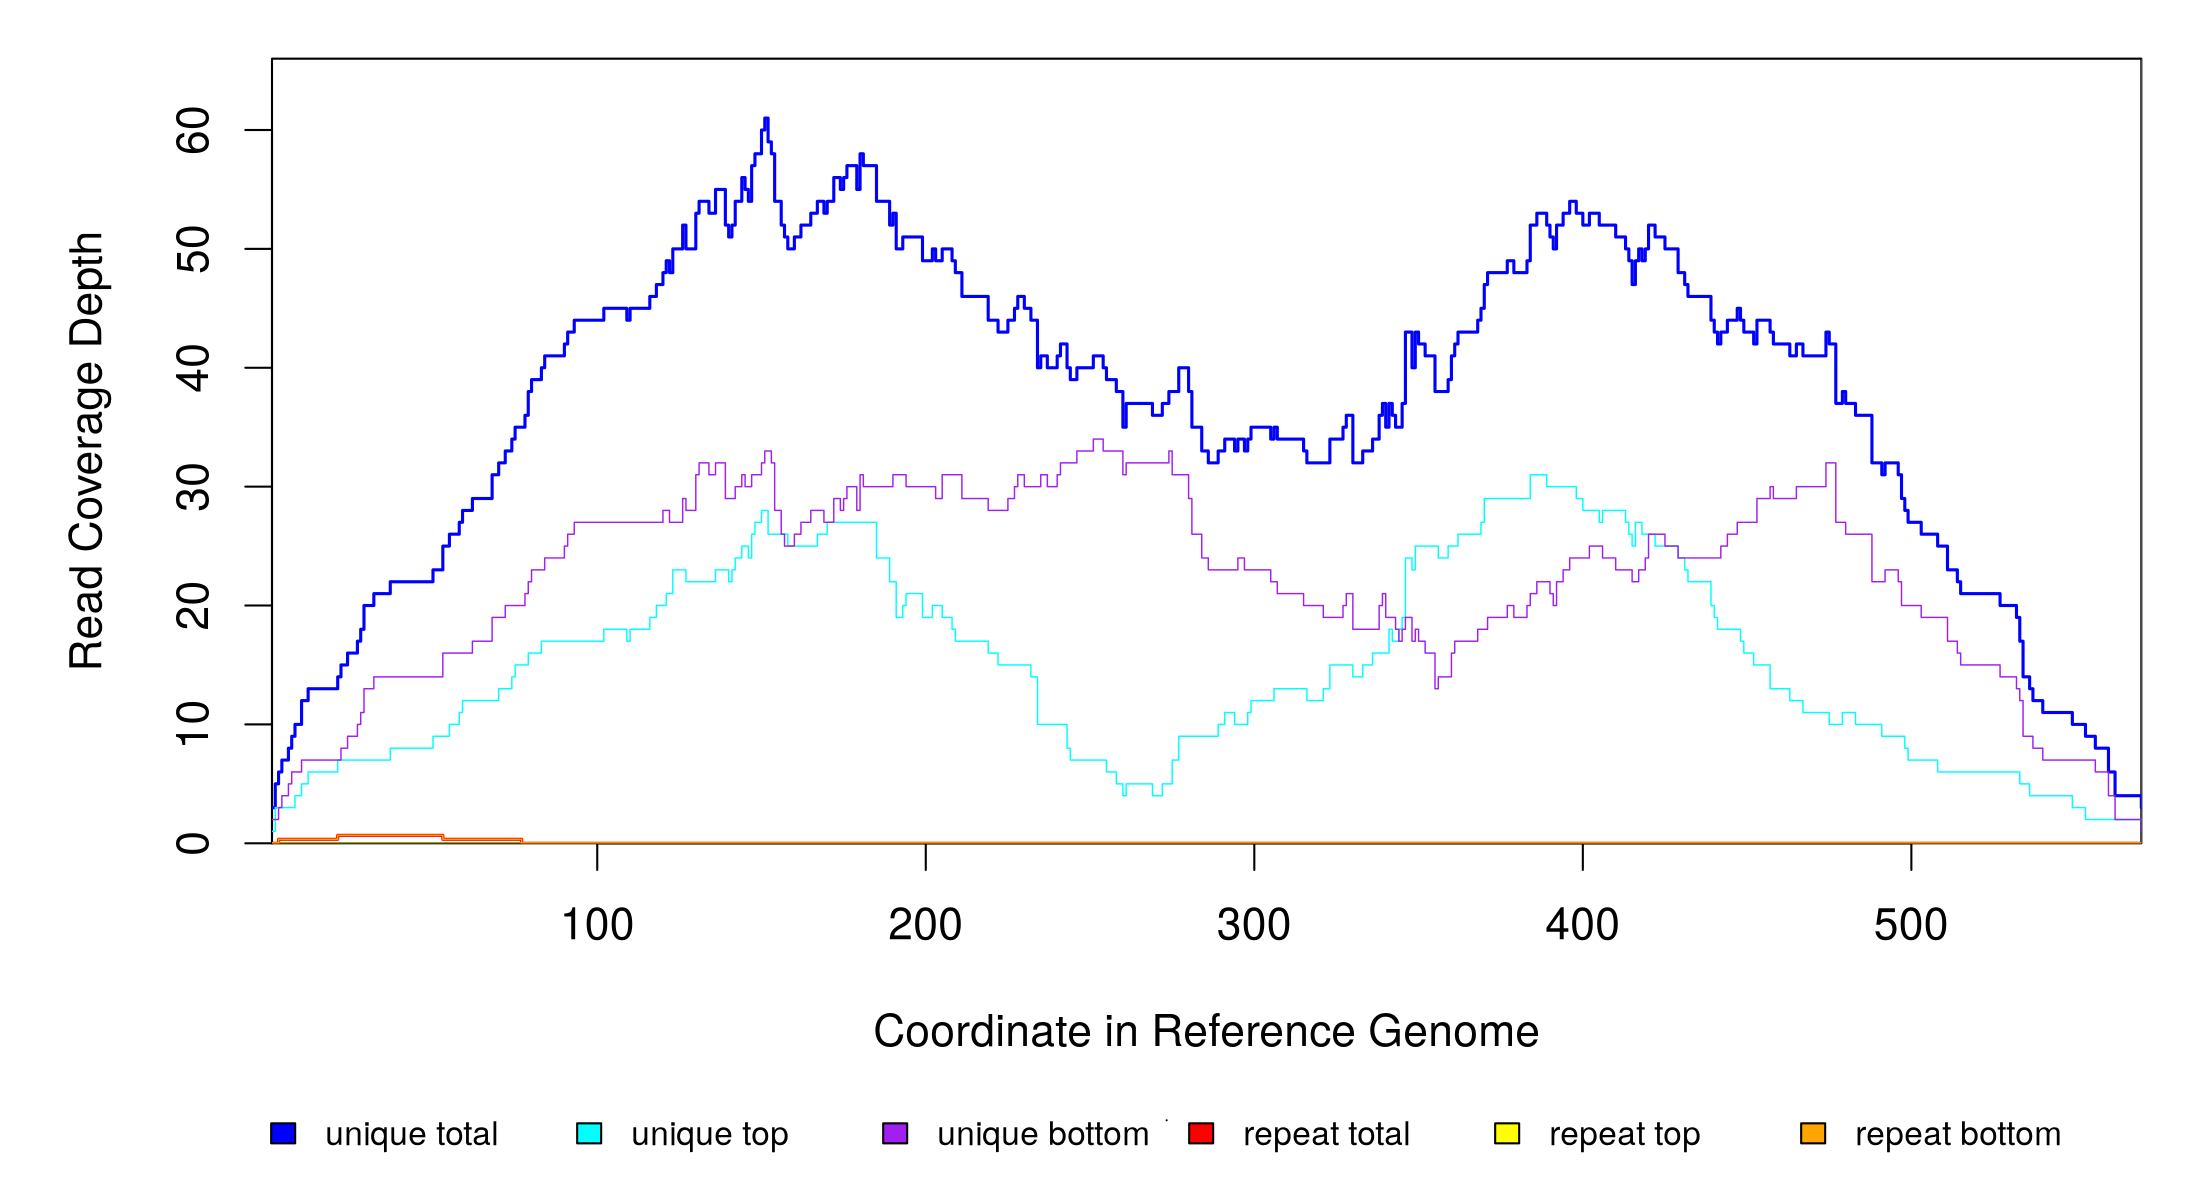 Read Coverage Depth
60
50
40
30
20
10
0
100 200 300 400 500
Coordinate in Reference Genome
unique total unique top unique bottom repeat total repeat top repeat bottom